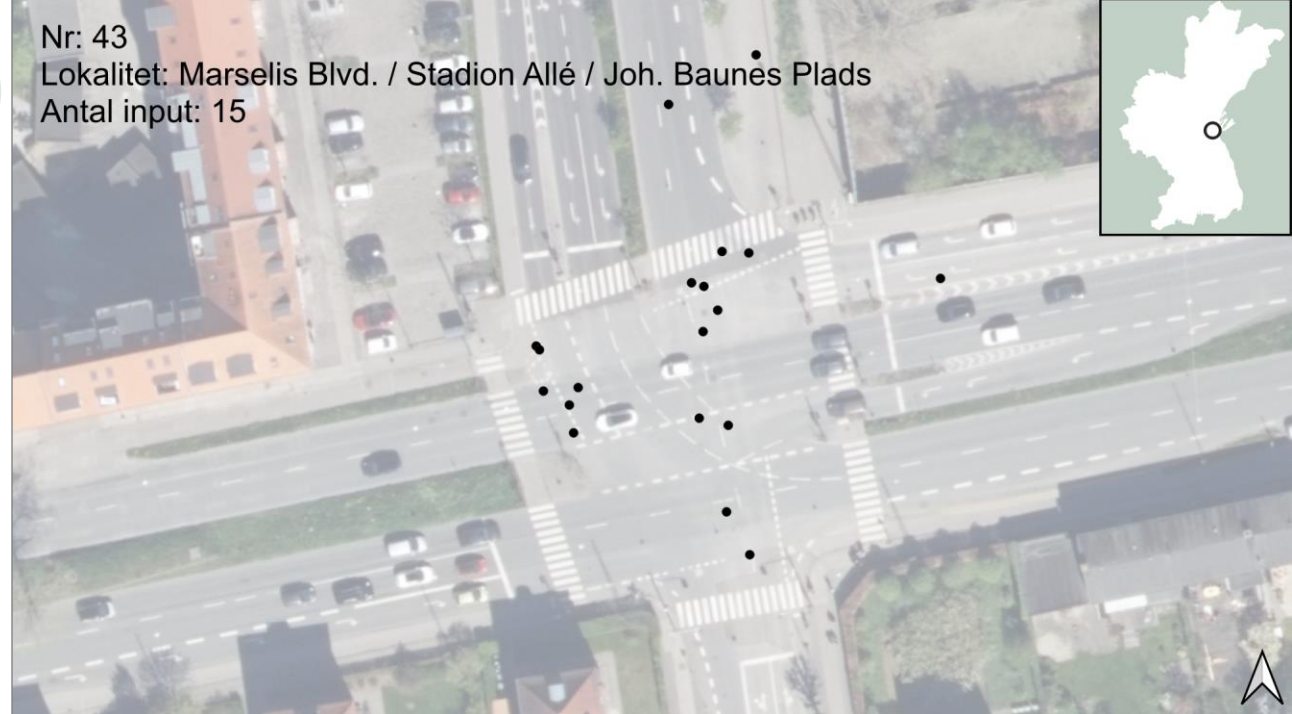 Nr: 43
Lokalitet: Marselis Blvd. / Stadion Allé / Joh. Baunes Plads
Antal input: 15